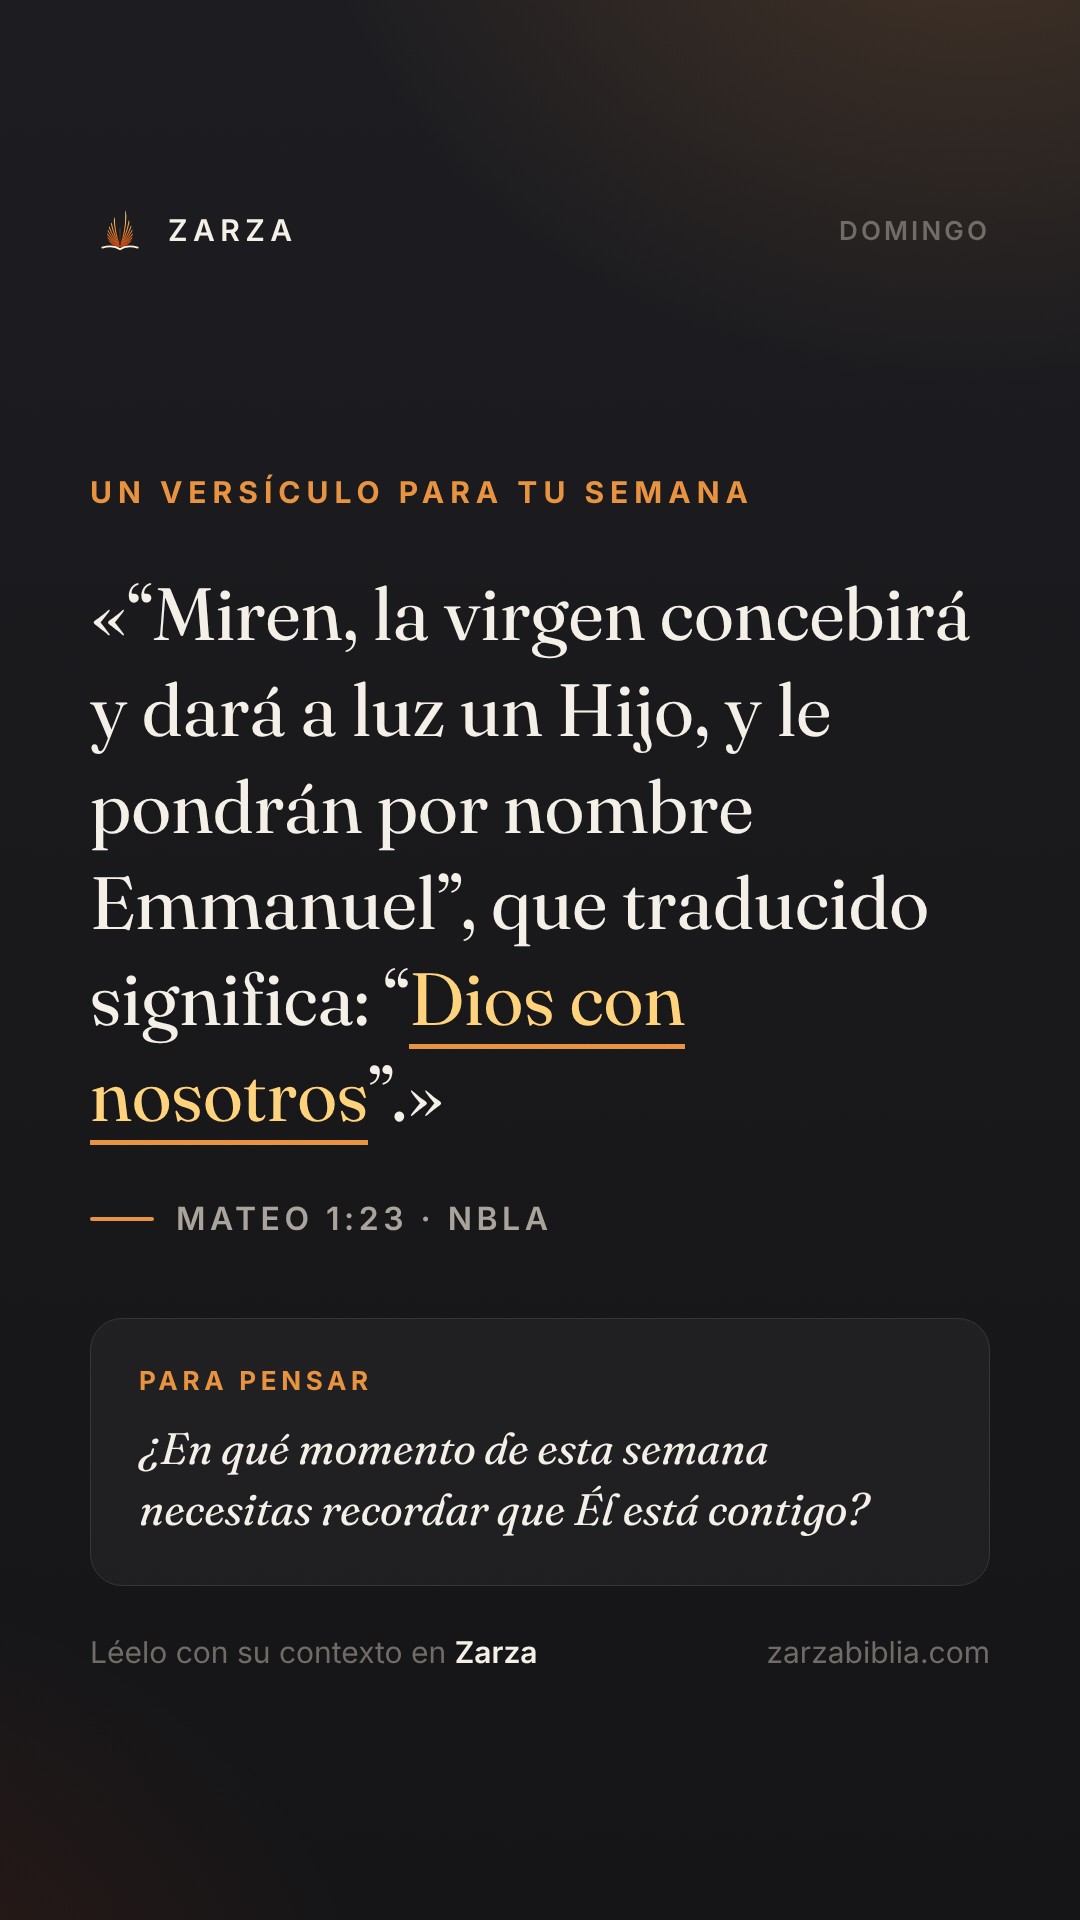 ZARZA
DOMINGO
UN VERSÍCULO PARA TU SEMANA
«“Miren, la virgen concebirá
y dará a luz un Hijo, y le
pondrán por nombre
Emmanuel”, que traducido
significa: “Dios con
nosotros”.»
MATEO 1:23 · NBLA
PARA PENSAR
¿En qué momento de esta semana
necesitas recordar que Él está contigo?
Léelo con su contexto en Zarza
zarzabiblia.com